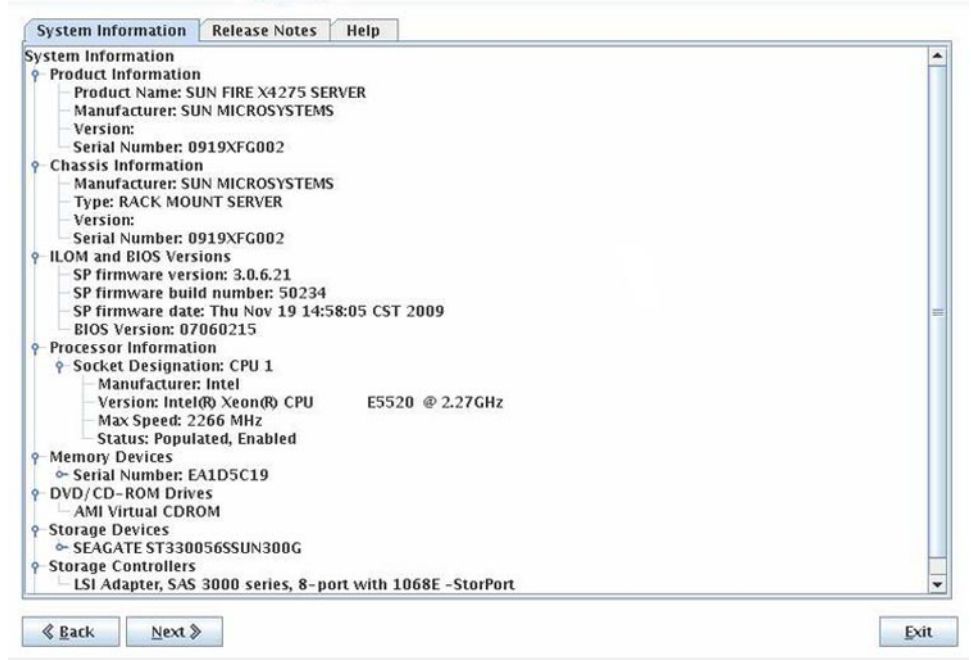 System Information Release Notes Help
System Information
Product Information
Product Name: SUN FIRE X4275 SERVER
Manufacturer: SUN MICROSYSTEMS
Version:
Serial Number: 0919XFG002
Chassis Information
Manufacturer: SUN MICROSYSTEMS
Type: RACK MOUNT SERVER
Version:
Serial Number: 0919XFG002
ILOM and BIOS Versions
SP firmware version: 3.0.6.21
SP firmware build number: 50234
SP firmware date: Thu Nov 19 14:58:05 CST 2009
BIOS Version: 07060215
Processor Information
Socket Designation: CPU 1
Manufacturer: Intel
Version: Intel(R) Xeon(R) CPU E5520 @ 2.27GHz
Max Speed: 2266 MHz
Status: Populated, Enabled
Memory Devices
Serial Number: EA1D5C19
DVD/CD-ROM Drives
AMI Virtual CDROM
Storage Devices
SEAGATE ST330056SSUN300G
Storage Controllers
LSI Adapter, SAS 3000 series, 8-port with 1068E -StorPort
Back Next Exit